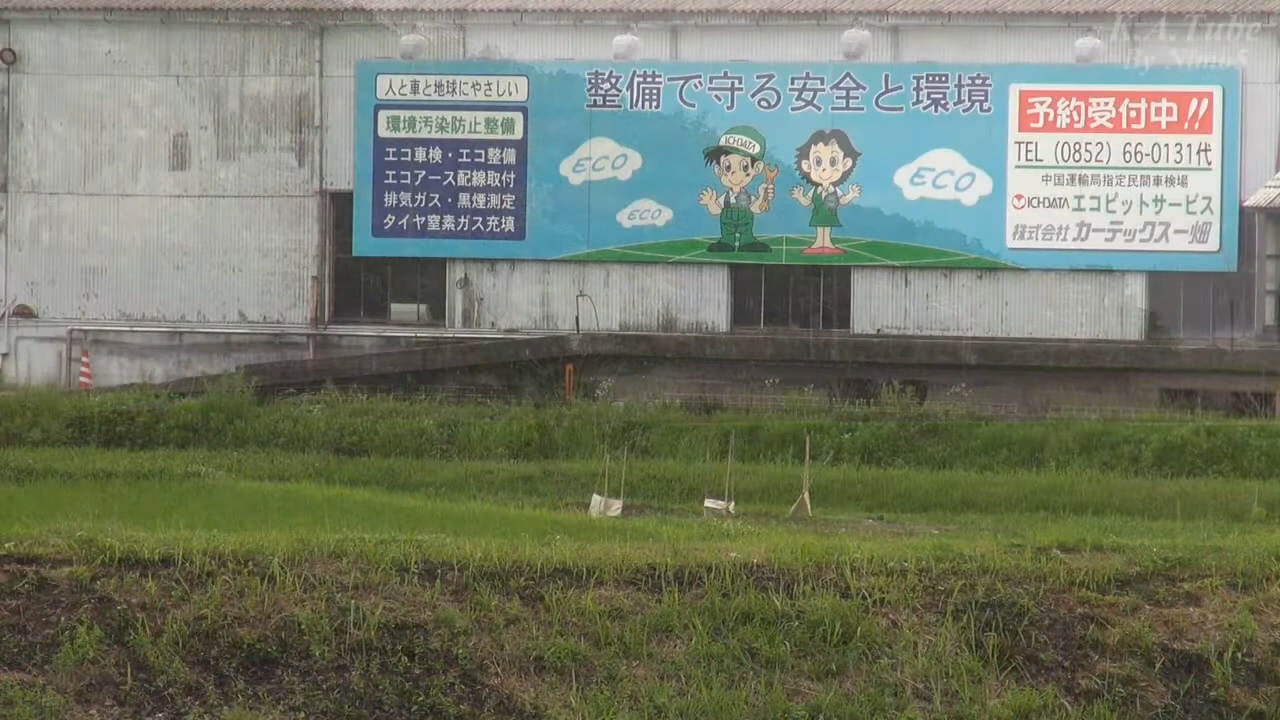 K.A.Tube
By Nimo5
整備で守る安全と環境
人と車と地球にやさしい
環境汚染防止整備
エコ車検・エコ整備
エコアース配線取付
排気ガス・黒煙測定
タイヤ窒素ガス充填
ECO
ECO
ECO
ICHIBATA
予約受付中!!
TEL (0852) 66-0131代
中国運輸局指定民間車検場
ICHIBATA エコピットサービス
株式会社 カーテックス一畑